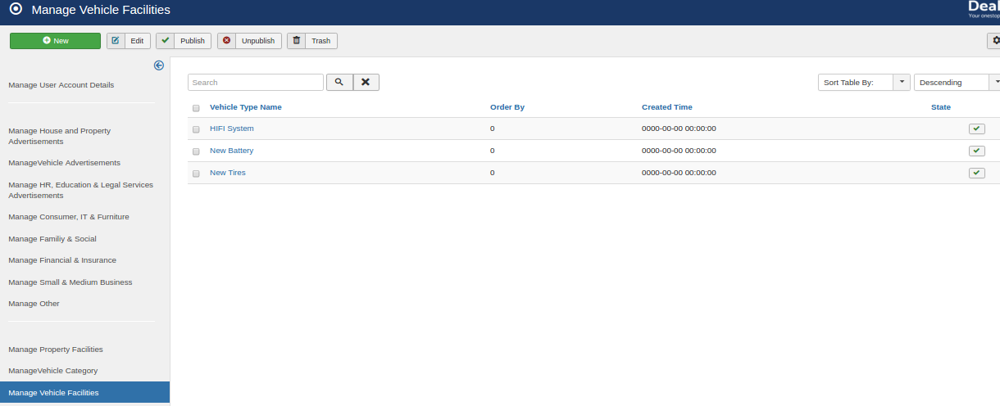 Manage Vehicle Facilities
Deal
Your onestop
New
Edit
Publish
Unpublish
Trash
Manage User Account Details
Manage House and Property
Advertisements
ManageVehicle Advertisements
Manage HR, Education & Legal Services
Advertisements
Manage Consumer, IT & Furniture
Manage Familiy & Social
Manage Financial & Insurance
Manage Small & Medium Business
Manage Other
Manage Property Facilities
ManageVehicle Category
Manage Vehicle Facilities
Search
Sort Table By:
Descending
Vehicle Type Name Order By Created Time State
HIFI System 0 0000-00-00 00:00:00
New Battery 0 0000-00-00 00:00:00
New Tires 0 0000-00-00 00:00:00